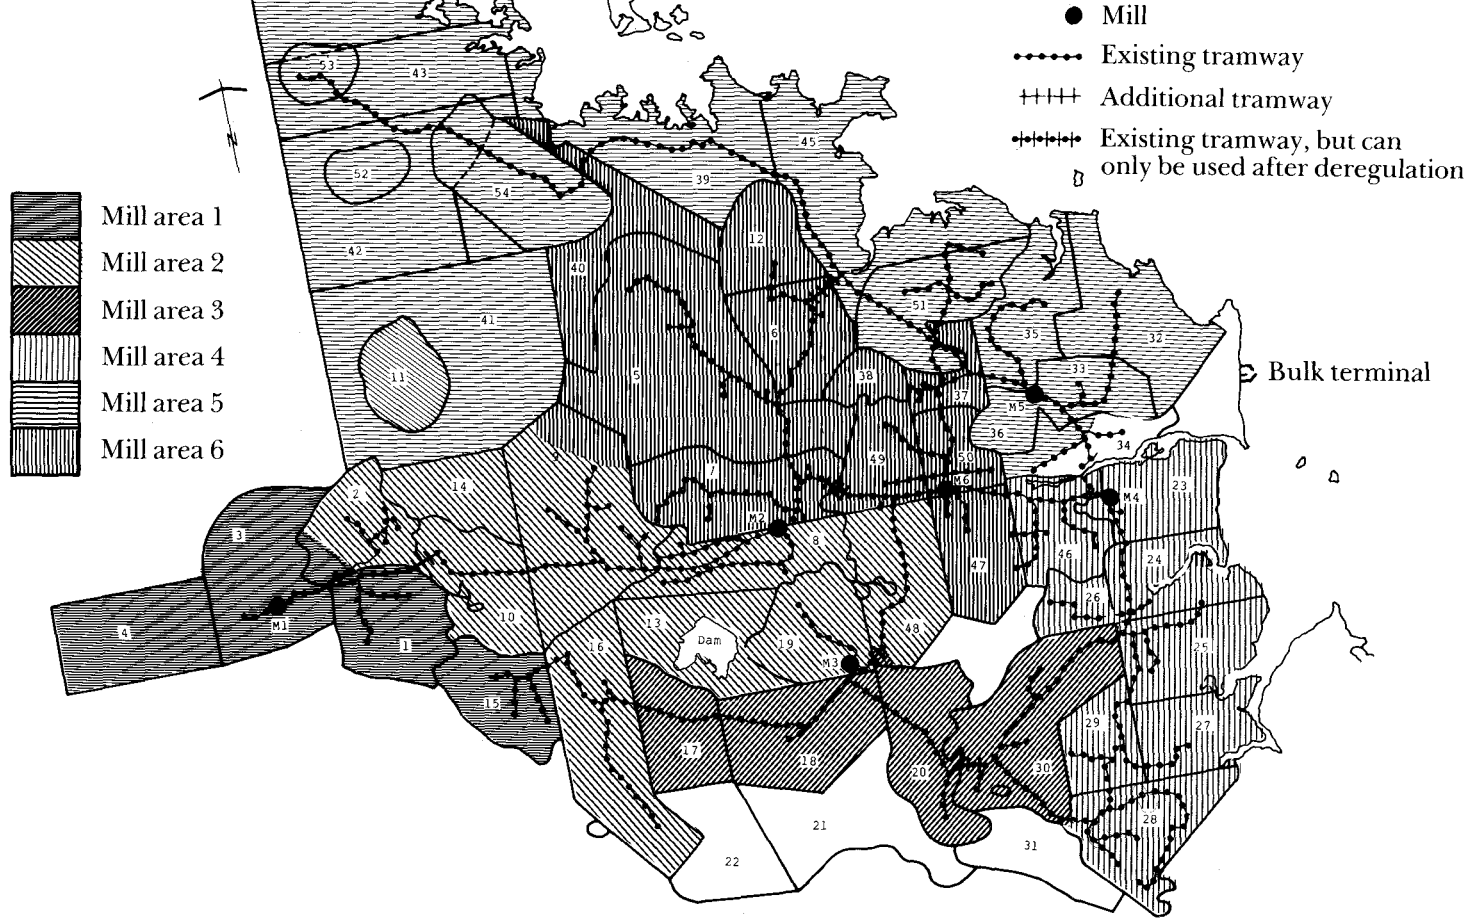 Mill
Existing tramway
Additional tramway
Existing tramway, but can
only be used after deregulation
N
Mill area 1
Mill area 2
Mill area 3
Mill area 4
Mill area 5
Mill area 6
Bulk terminal
53
43
45
52
39
54
12
42
40
51
41
6
35
32
11
5
38
33
37
M5
36
34
9
49
50
7
M6
2
14
23
M4
M2
3
8
46
24
47
26
10
4
M1
13
Dam
19
48
1
16
25
M3
15
29
27
17
18
20
30
28
21
31
22